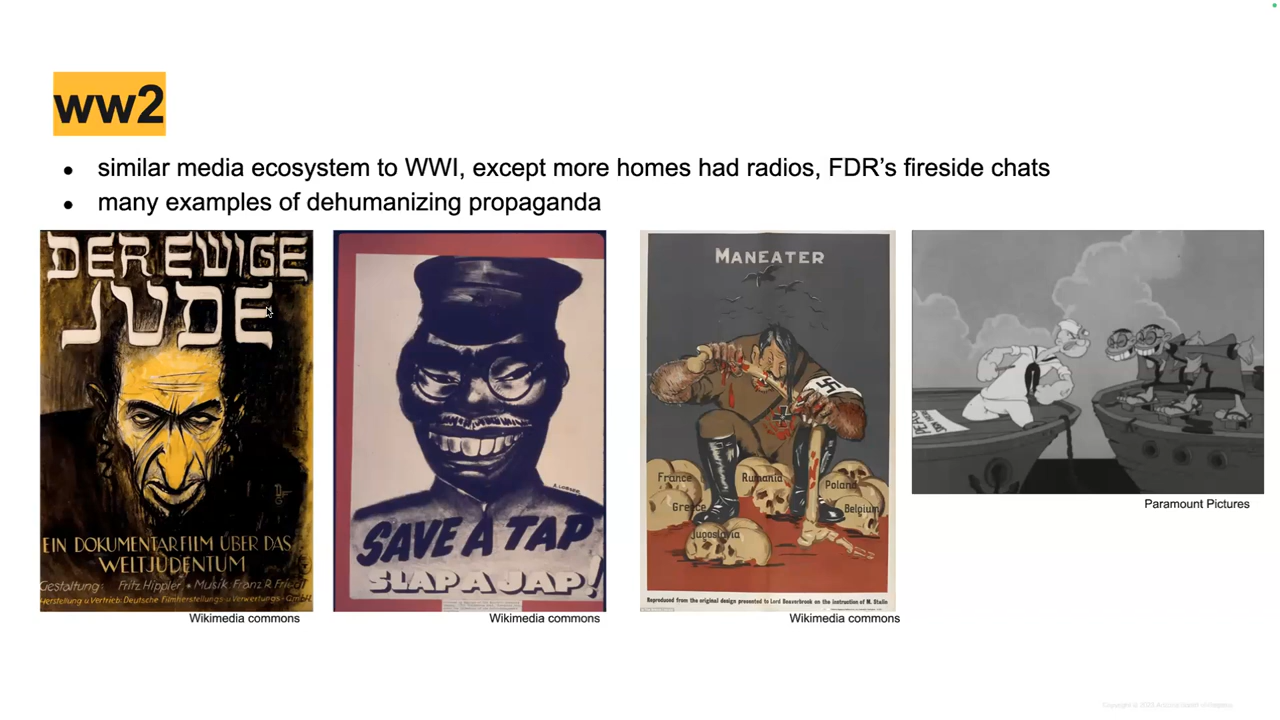 ww2
similar media ecosystem to WWI, except more homes had radios, FDR's fireside chats
many examples of dehumanizing propaganda
DER EWIGE
JUDE
EIN DOKUMENTARFILM ÜBER DAS
WELTJUDENTUM
Gestaltung: Fritz Hippler • Musik: Franz R. Friedl
Herstellung u. Vertrieb: Deutsche Filmherstellungs- u. Verwertungs-GmbH
Wikimedia commons
SAVE A TAP
SLAP A JAP!
Wikimedia commons
MANEATER
France
Rumania
Poland
Greece
Belgium
Jugoslavia
Reproduced from the original design presented to Lord Beaverbrook on the instruction of M. Stalin
Wikimedia commons
PEACE
Paramount Pictures